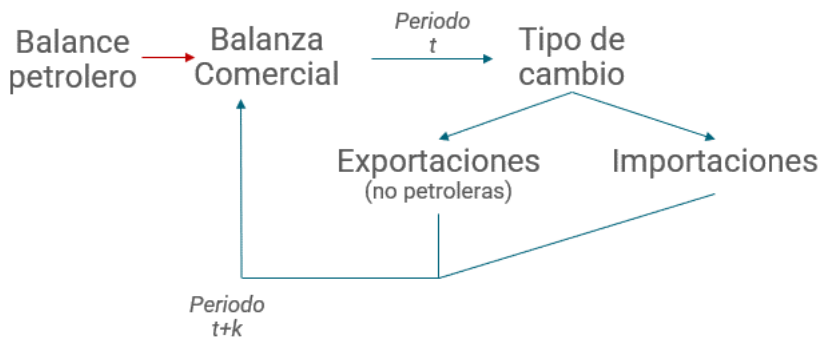 Balance
petrolero
Balanza
Comercial
Periodo
t
Tipo de
cambio
Exportaciones
(no petroleras)
Importaciones
Periodo
t+k